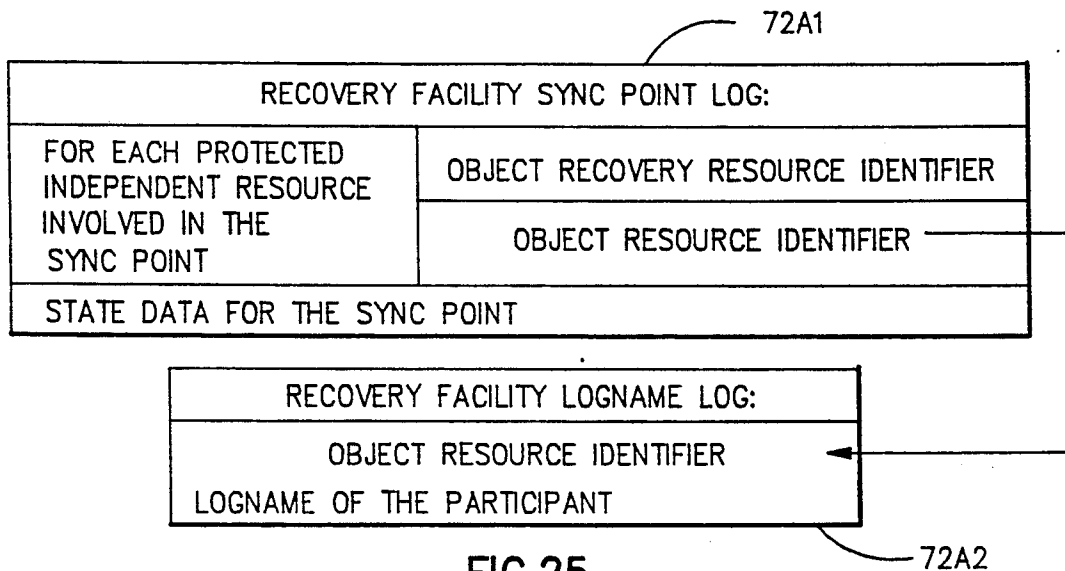 72A1
RECOVERY FACILITY SYNC POINT LOG:
FOR EACH PROTECTED
INDEPENDENT RESOURCE
INVOLVED IN THE
SYNC POINT
OBJECT RECOVERY RESOURCE IDENTIFIER
OBJECT RESOURCE IDENTIFIER
STATE DATA FOR THE SYNC POINT
RECOVERY FACILITY LOGNAME LOG:
OBJECT RESOURCE IDENTIFIER
LOGNAME OF THE PARTICIPANT
72A2
FIG.25